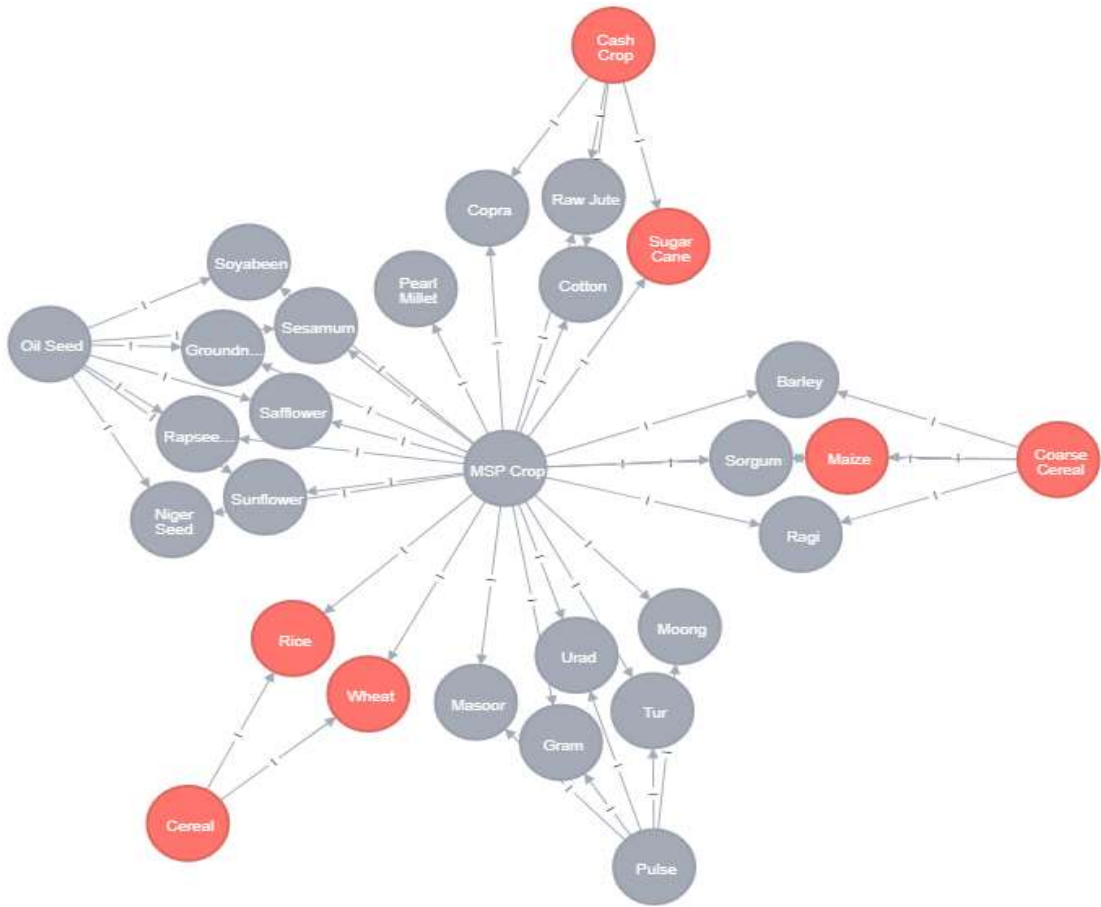 Cash
Crop
Copra
Raw Jute
Sugar
Cane
Soyabeen
Pearl
Millet
Cotton
Oil Seed
Groundn...
Sesamum
Safflower
Barley
Rapsee...
MSP Crop
Sorgum
Maize
Coarse
Cereal
Niger
Seed
Sunflower
Ragi
Rice
Moong
Urad
Wheat
Masoor
Tur
Gram
Cereal
Pulse